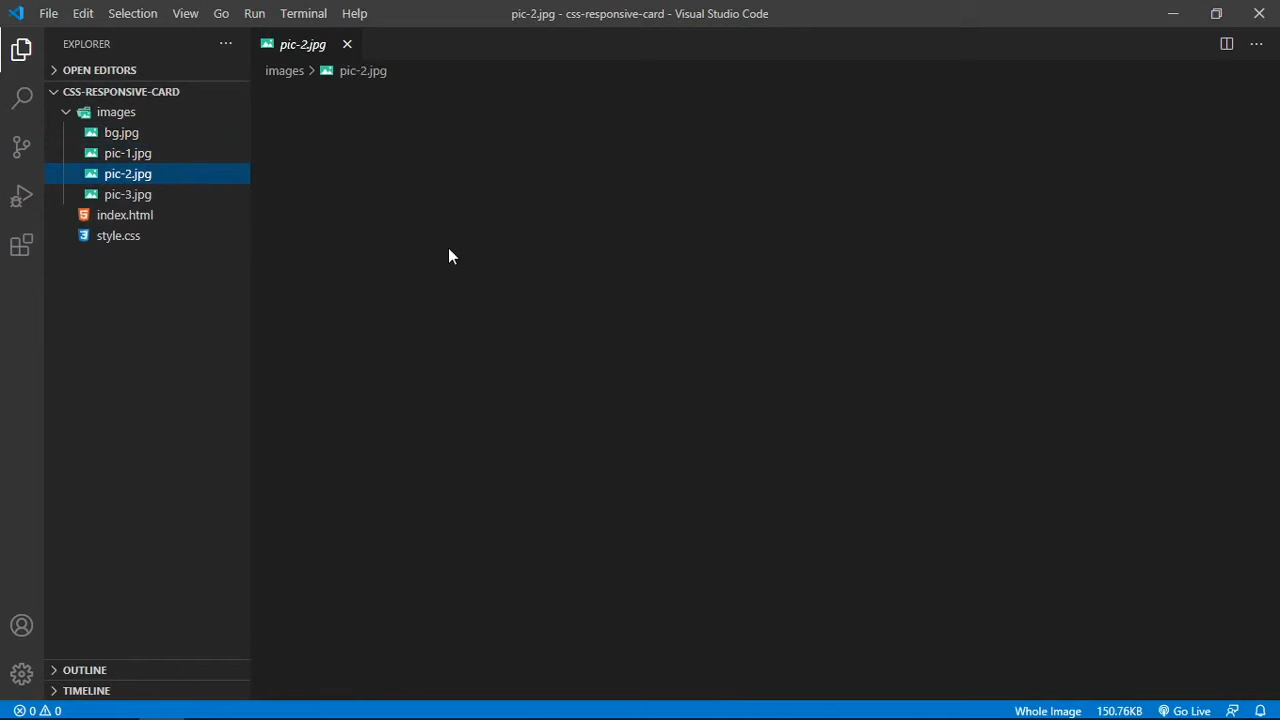 File Edit Selection View Go Run Terminal Help
pic-2.jpg - css-responsive-card - Visual Studio Code
EXPLORER
pic-2.jpg
OPEN EDITORS
images pic-2.jpg
CSS-RESPONSIVE-CARD
images
bg.jpg
pic-1.jpg
pic-2.jpg
pic-3.jpg
index.html
style.css
OUTLINE
TIMELINE
0 0
Whole Image 150.76KB Go Live